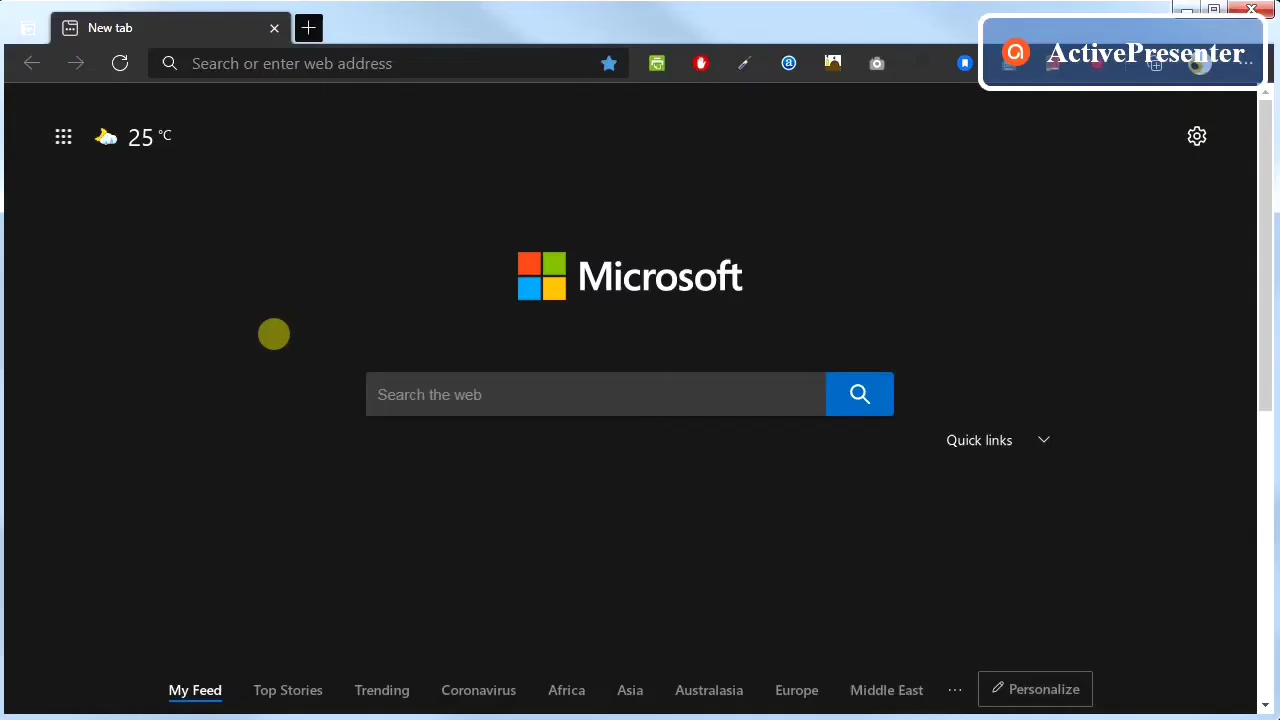 New tab
Search or enter web address
ActivePresenter
25 °C
Microsoft
Search the web
Quick links
My Feed Top Stories Trending Coronavirus Africa Asia Australasia Europe Middle East ... Personalize